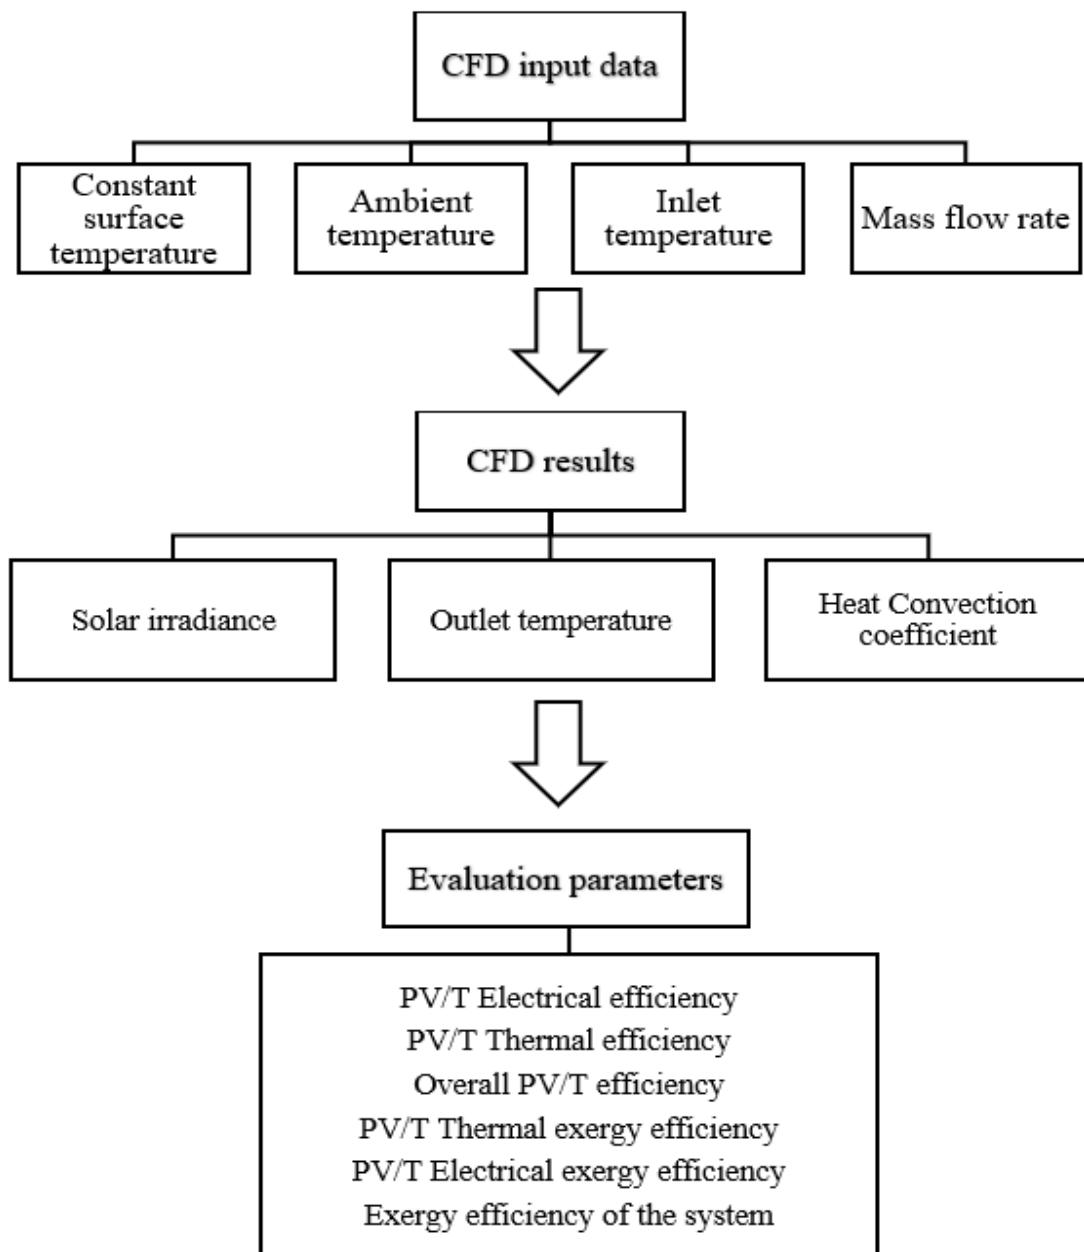 CFD input data
Constant
surface
temperature
Ambient
temperature
Inlet
temperature
Mass flow rate
CFD results
Solar irradiance
Outlet temperature
Heat Convection
coefficient
Evaluation parameters
PV/T Electrical efficiency
PV/T Thermal efficiency
Overall PV/T efficiency
PV/T Thermal exergy efficiency
PV/T Electrical exergy efficiency
Exergy efficiency of the system